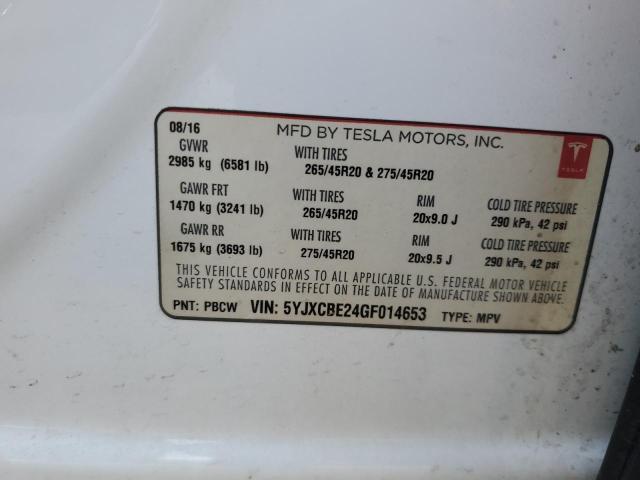 08/16 MFD BY TESLA MOTORS, INC.
GVWR WITH TIRES
2985 kg (6581 lb) 265/45R20 & 275/45R20
TESLA
GAWR FRT WITH TIRES RIM COLD TIRE PRESSURE
1470 kg (3241 lb) 265/45R20 20x9.0 J 290 kPa, 42 psi
GAWR RR WITH TIRES RIM COLD TIRE PRESSURE
1675 kg (3693 lb) 275/45R20 20x9.5 J 290 kPa, 42 psi
THIS VEHICLE CONFORMS TO ALL APPLICABLE U.S. FEDERAL MOTOR VEHICLE
SAFETY STANDARDS IN EFFECT ON THE DATE OF MANUFACTURE SHOWN ABOVE.
PNT: PBCW VIN: 5YJXCBE24GF014653 TYPE: MPV